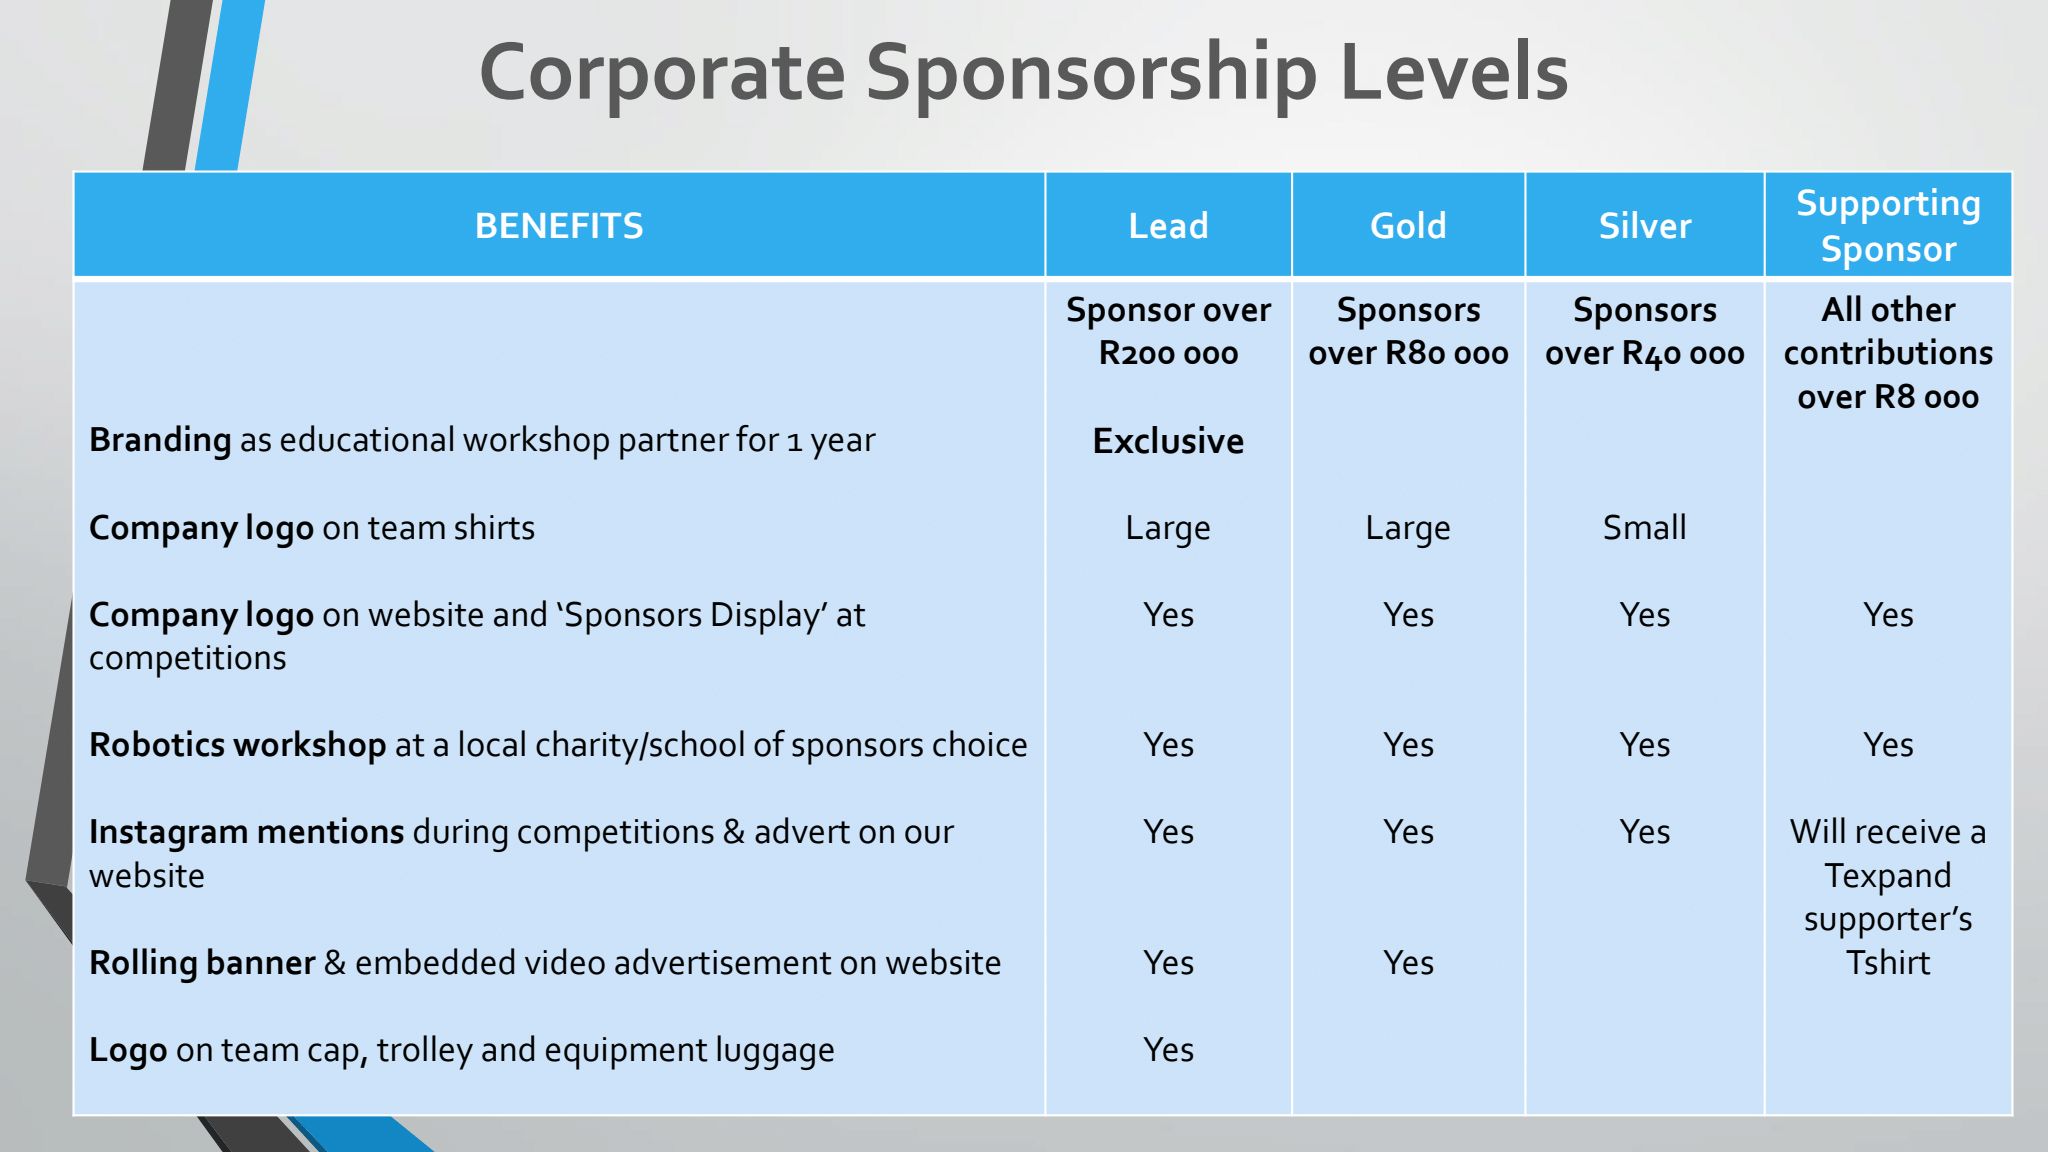 Corporate Sponsorship Levels
BENEFITS Lead Gold Silver Supporting Sponsor
Sponsor over Sponsors Sponsors All other
R200 000 over R80 000 over R40 000 contributions
over R8 000
Branding as educational workshop partner for 1 year Exclusive
Company logo on team shirts Large Large Small
Company logo on website and ‘Sponsors Display’ at Yes Yes Yes Yes
competitions
Robotics workshop at a local charity/school of sponsors choice Yes Yes Yes Yes
Instagram mentions during competitions & advert on our Yes Yes Yes Will receive a
website Texpand
supporter’s
Rolling banner & embedded video advertisement on website Yes Yes Tshirt
Logo on team cap, trolley and equipment luggage Yes